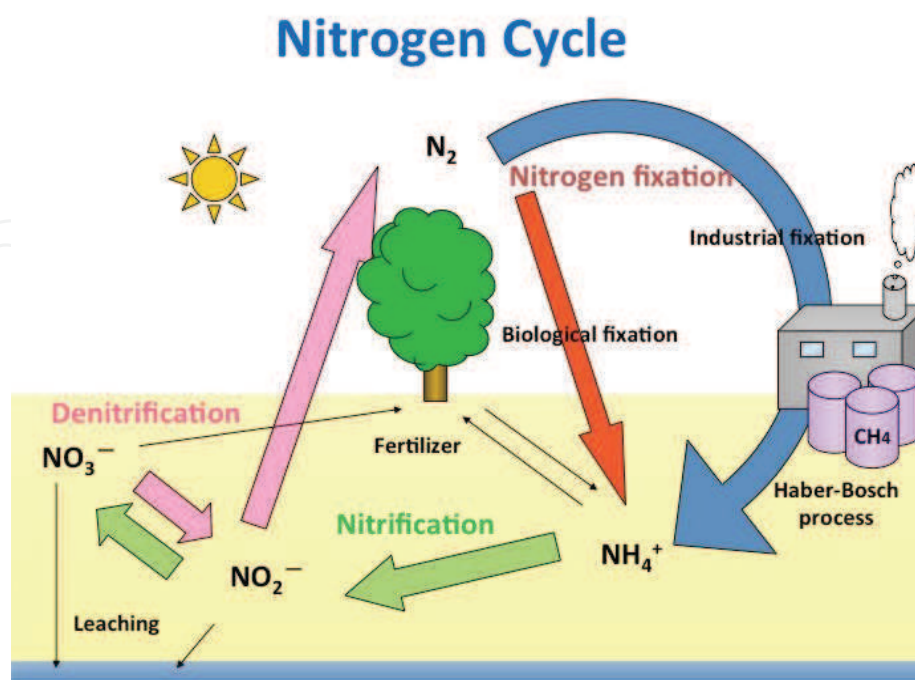 Nitrogen Cycle
N₂
Nitrogen fixation
Industrial fixation
Biological fixation
Denitrification
Fertilizer
NO₃⁻
CH₄
Haber-Bosch
process
Nitrification
NH₄⁺
NO₂⁻
Leaching